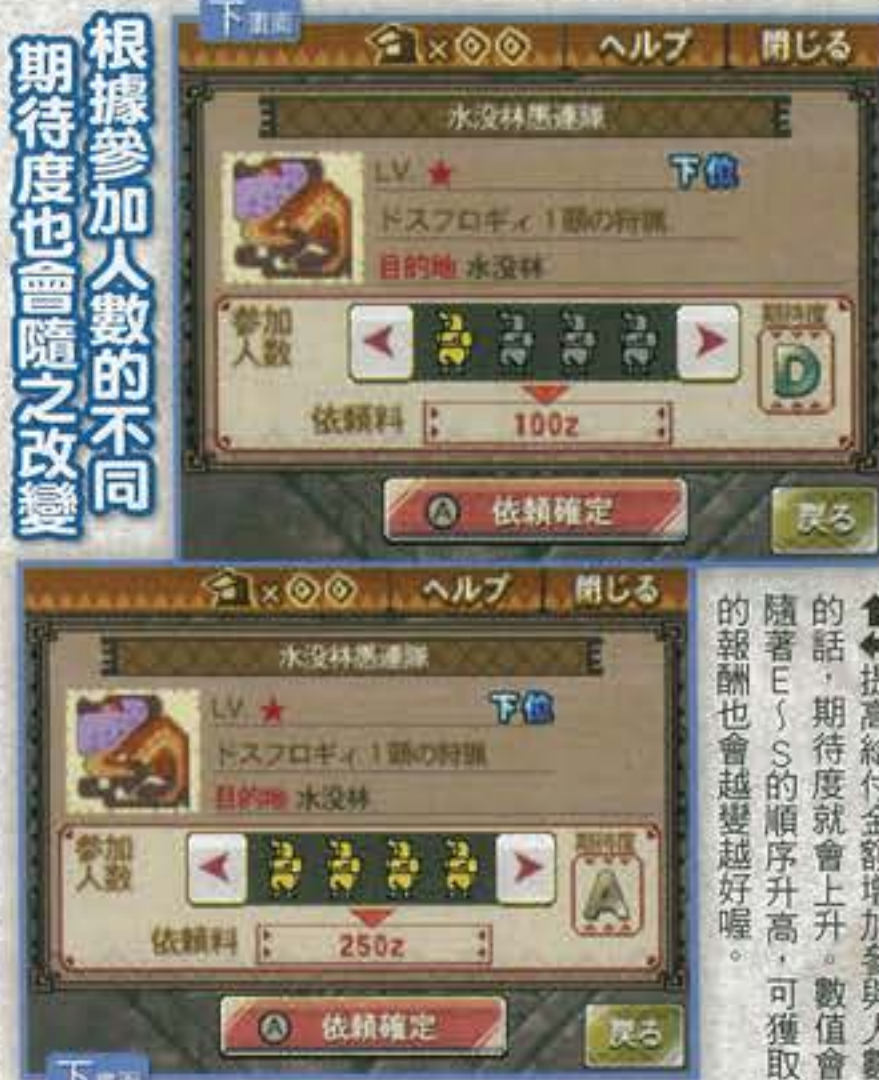 根據參加人數的不同
期待度也會隨之改變
下画面
× ヘルプ 閉じる
水没林愚連隊
LV ★ 下位
ドスフロギィ 1頭の狩猟
目的地 水没林
参加人数
期待度
D
依頼料 100z
A 依頼確定
戻る
× ヘルプ 閉じる
水没林愚連隊
LV ★ 下位
ドスフロギィ 1頭の狩猟
目的地 水没林
参加人数
期待度
A
依頼料 250z
A 依頼確定
戻る
下画面
提高給付金額增加參與人數
的話，期待度就會上升。數值會
隨著E～S的順序升高，可獲取
的報酬也會越變越好喔。